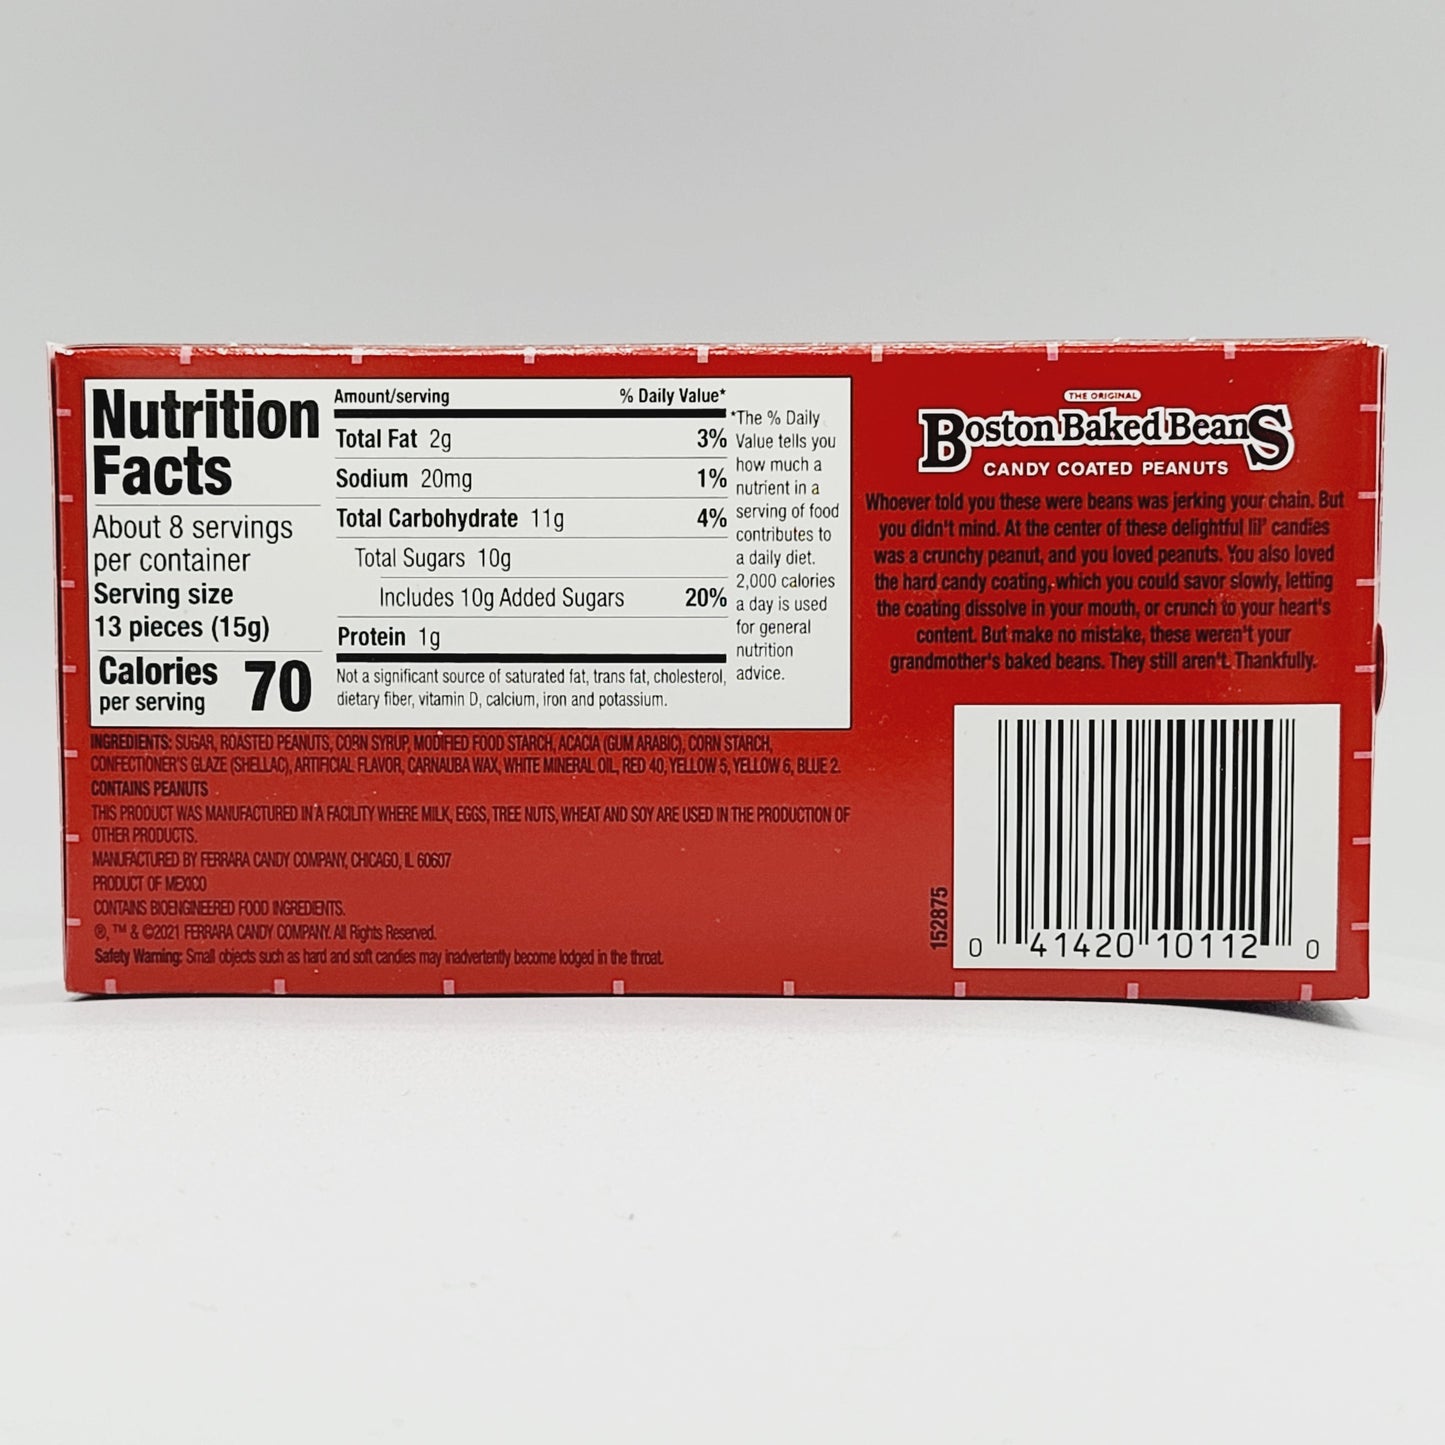 Nutrition
Facts
About 8 servings
per container
Serving size
13 pieces (15g)
Calories
per serving
70
Amount/serving % Daily Value*
Total Fat 2g 3%
Sodium 20mg 1%
Total Carbohydrate 11g 4%
Total Sugars 10g
Includes 10g Added Sugars 20%
Protein 1g
Not a significant source of saturated fat, trans fat, cholesterol,
dietary fiber, vitamin D, calcium, iron and potassium.
*The % Daily
Value tells you
how much a
nutrient in a
serving of food
contributes to
a daily diet.
2,000 calories
a day is used
for general
nutrition
advice.
INGREDIENTS: SUGAR, ROASTED PEANUTS, CORN SYRUP, MODIFIED FOOD STARCH, ACACIA (GUM ARABIC), CORN STARCH,
CONFECTIONER'S GLAZE (SHELLAC), ARTIFICIAL FLAVOR, CARNAUBA WAX, WHITE MINERAL OIL, RED 40, YELLOW 5, YELLOW 6, BLUE 2.
CONTAINS PEANUTS
THIS PRODUCT WAS MANUFACTURED IN A FACILITY WHERE MILK, EGGS, TREE NUTS, WHEAT AND SOY ARE USED IN THE PRODUCTION OF
OTHER PRODUCTS.
MANUFACTURED BY FERRARA CANDY COMPANY, CHICAGO, IL 60607
PRODUCT OF MEXICO
CONTAINS BIOENGINEERED FOOD INGREDIENTS.
®, ™ & ©2021 FERRARA CANDY COMPANY. All Rights Reserved.
Safety Warning: Small objects such as hard and soft candies may inadvertently become lodged in the throat.
THE ORIGINAL
Boston Baked BeanS
CANDY COATED PEANUTS
Whoever told you these were beans was jerking your chain. But
you didn't mind. At the center of these delightful lil' candies
was a crunchy peanut, and you loved peanuts. You also loved
the hard candy coating, which you could savor slowly, letting
the coating dissolve in your mouth, or crunch to your heart's
content. But make no mistake, these weren't your
grandmother's baked beans. They still aren't. Thankfully.
152875
0 41420 10112 0